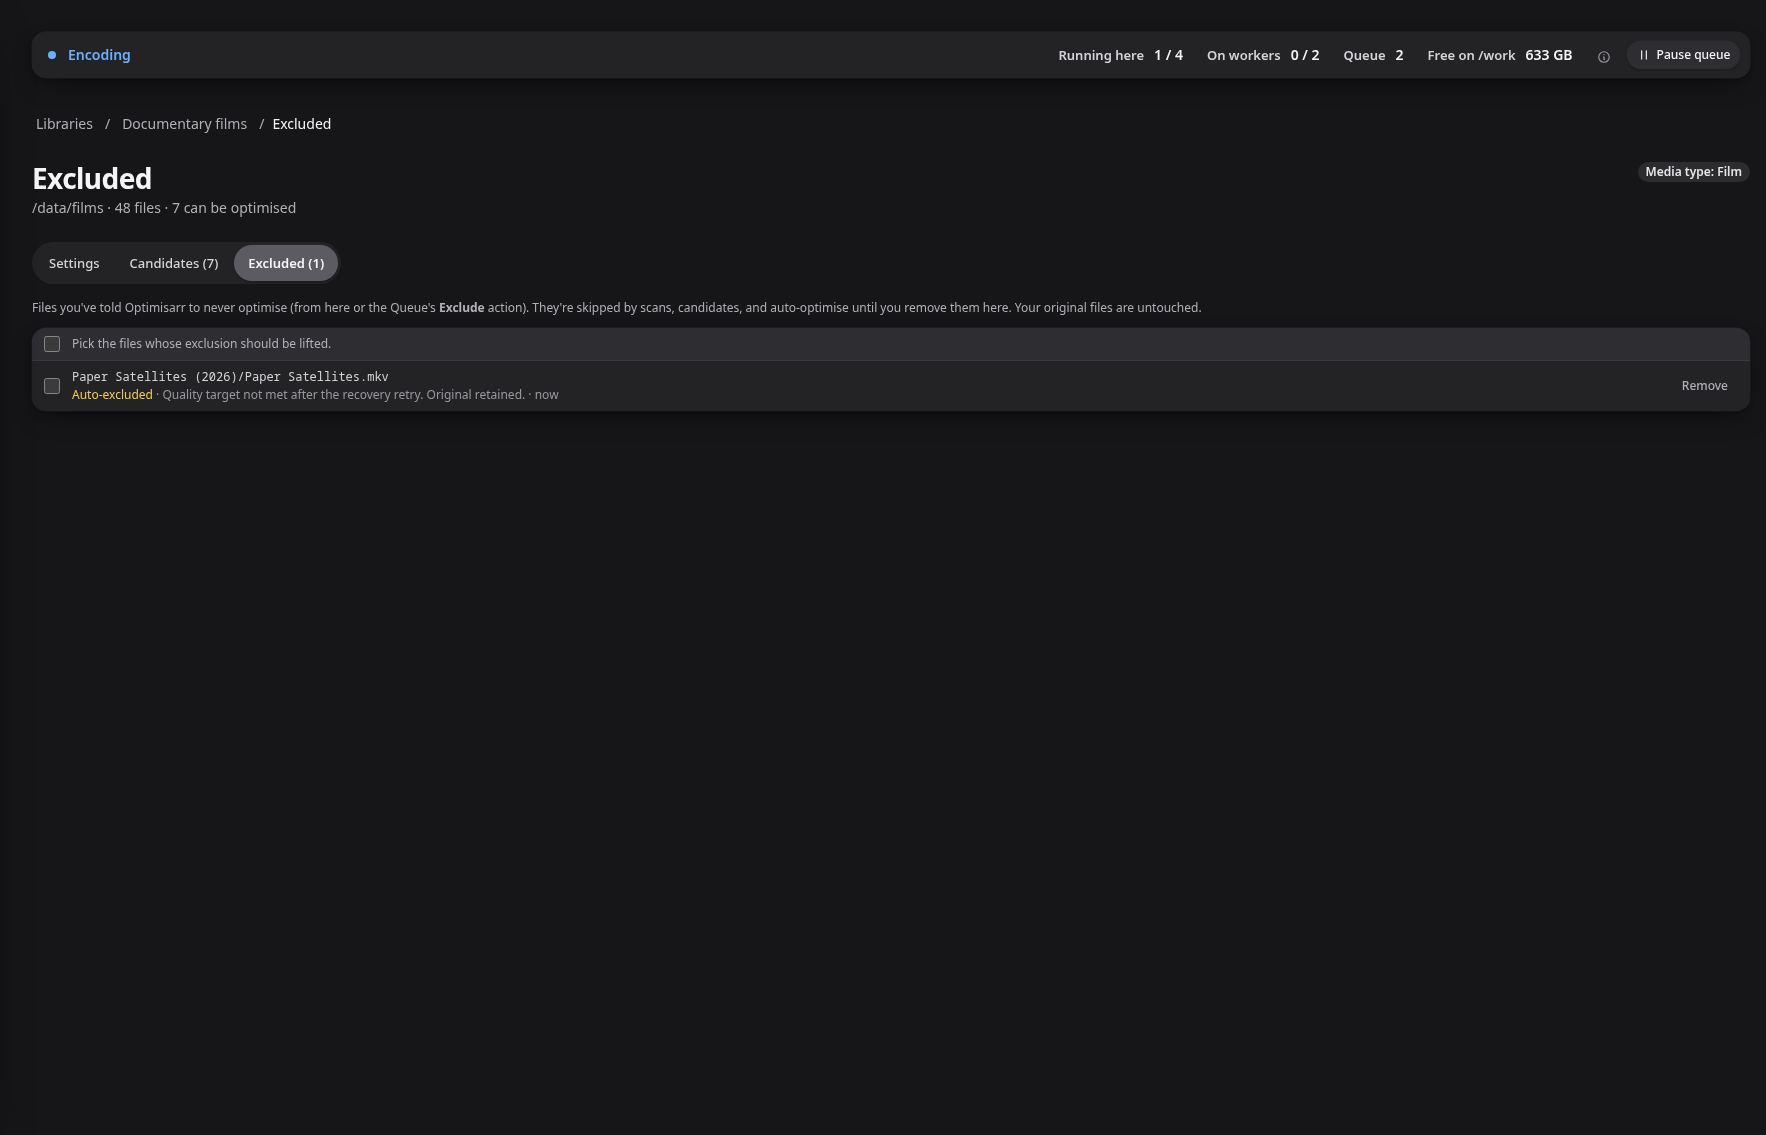 Encoding
Running here 1 / 4 On workers 0 / 2 Queue 2 Free on /work 633 GB Pause queue
Libraries / Documentary films / Excluded
Excluded
Media type: Film
/data/films · 48 files · 7 can be optimised
Settings Candidates (7) Excluded (1)
Files you've told Optimisarr to never optimise (from here or the Queue's Exclude action). They're skipped by scans, candidates, and auto-optimise until you remove them here. Your original files are untouched.
Pick the files whose exclusion should be lifted.
Paper Satellites (2026)/Paper Satellites.mkv
Auto-excluded · Quality target not met after the recovery retry. Original retained. · now
Remove